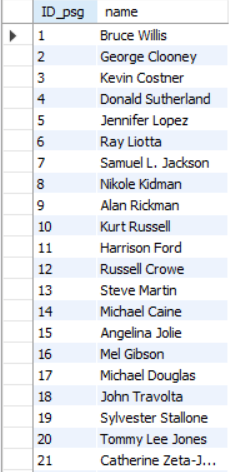 ID_psg name
1 Bruce Willis
2 George Clooney
3 Kevin Costner
4 Donald Sutherland
5 Jennifer Lopez
6 Ray Liotta
7 Samuel L. Jackson
8 Nikole Kidman
9 Alan Rickman
10 Kurt Russell
11 Harrison Ford
12 Russell Crowe
13 Steve Martin
14 Michael Caine
15 Angelina Jolie
16 Mel Gibson
17 Michael Douglas
18 John Travolta
19 Sylvester Stallone
20 Tommy Lee Jones
21 Catherine Zeta-J...